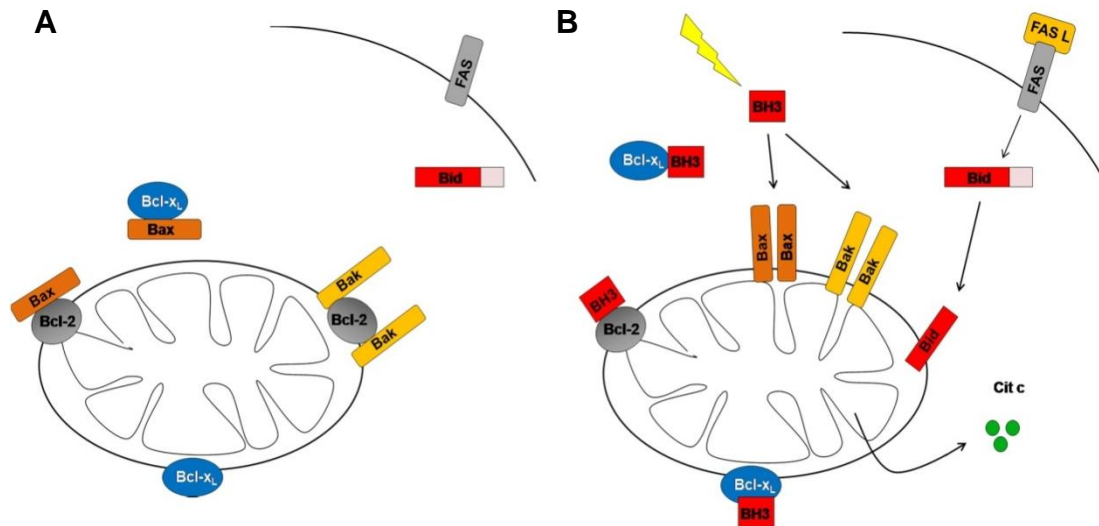 A
FAS
Bid
Bcl-xL
Bax
Bax
Bcl-2
Bak
Bcl-2
Bak
Bcl-xL
B
FAS L
FAS
BH3
Bcl-xL BH3
Bid
Bax Bax
Bak Bak
BH3
Bcl-2
Bid
Cit c
Bcl-xL
BH3